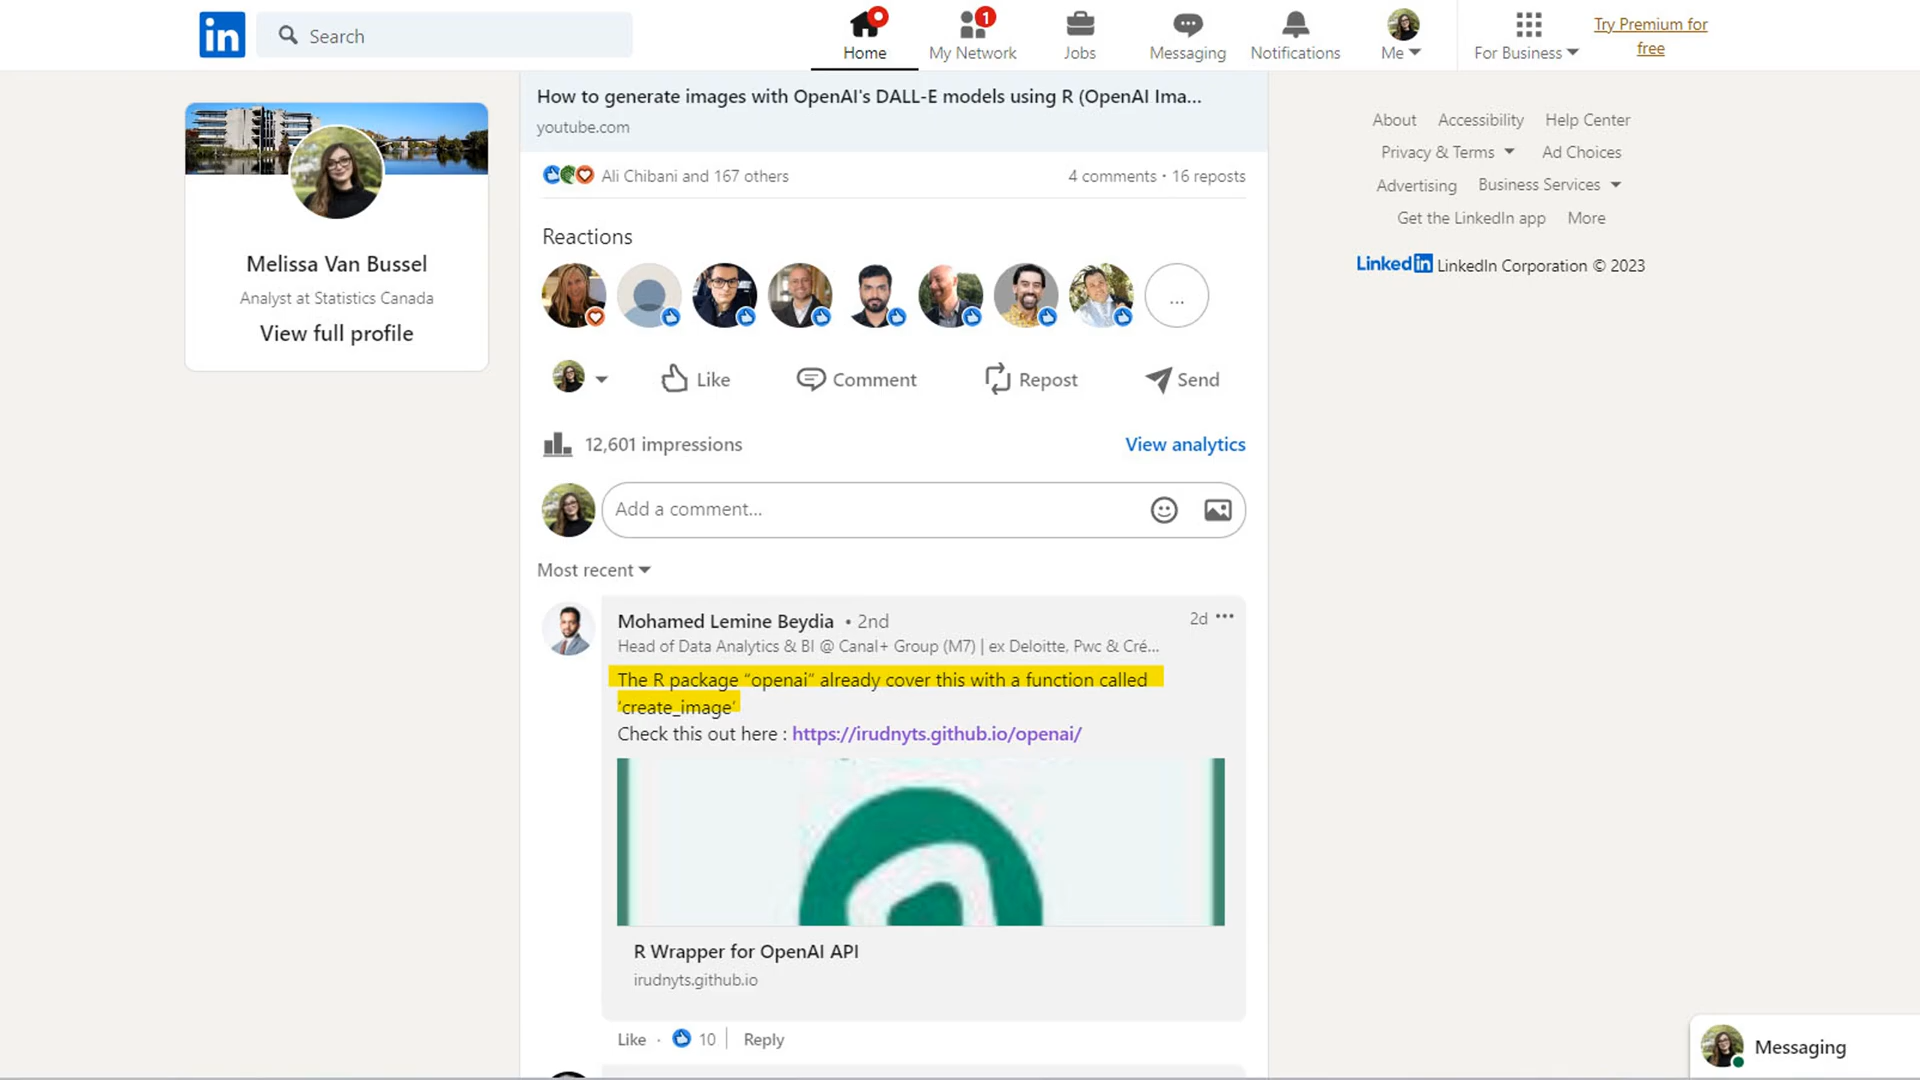 in
Search
Home
1
My Network
Jobs
Messaging
Notifications
Me
For Business
Try Premium for
free
Melissa Van Bussel
Analyst at Statistics Canada
View full profile
How to generate images with OpenAI's DALL-E models using R (OpenAI Ima...
youtube.com
Ali Chibani and 167 others
4 comments • 16 reposts
Reactions
...
Like
Comment
Repost
Send
12,601 impressions
View analytics
Add a comment...
Most recent
Mohamed Lemine Beydia • 2nd
2d
Head of Data Analytics & BI @ Canal+ Group (M7) | ex Deloitte, Pwc & Cré...
The R package “openai” already cover this with a function called
‘create_image’
Check this out here : https://irudnyts.github.io/openai/
R Wrapper for OpenAI API
irudnyts.github.io
Like · 10 | Reply
About Accessibility Help Center
Privacy & Terms Ad Choices
Advertising Business Services
Get the LinkedIn app More
Linked in LinkedIn Corporation © 2023
Messaging